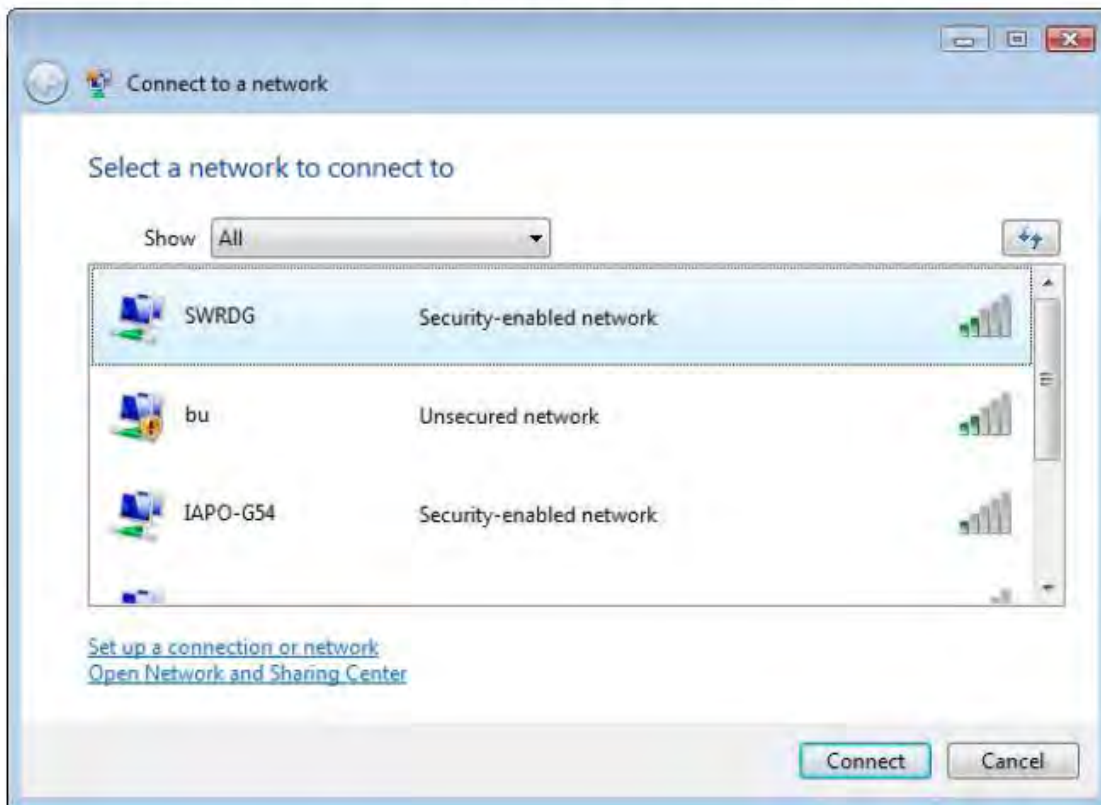 Connect to a network
Select a network to connect to
Show All
SWRDG Security-enabled network
bu Unsecured network
IAPO-G54 Security-enabled network
Set up a connection or network
Open Network and Sharing Center
Connect Cancel